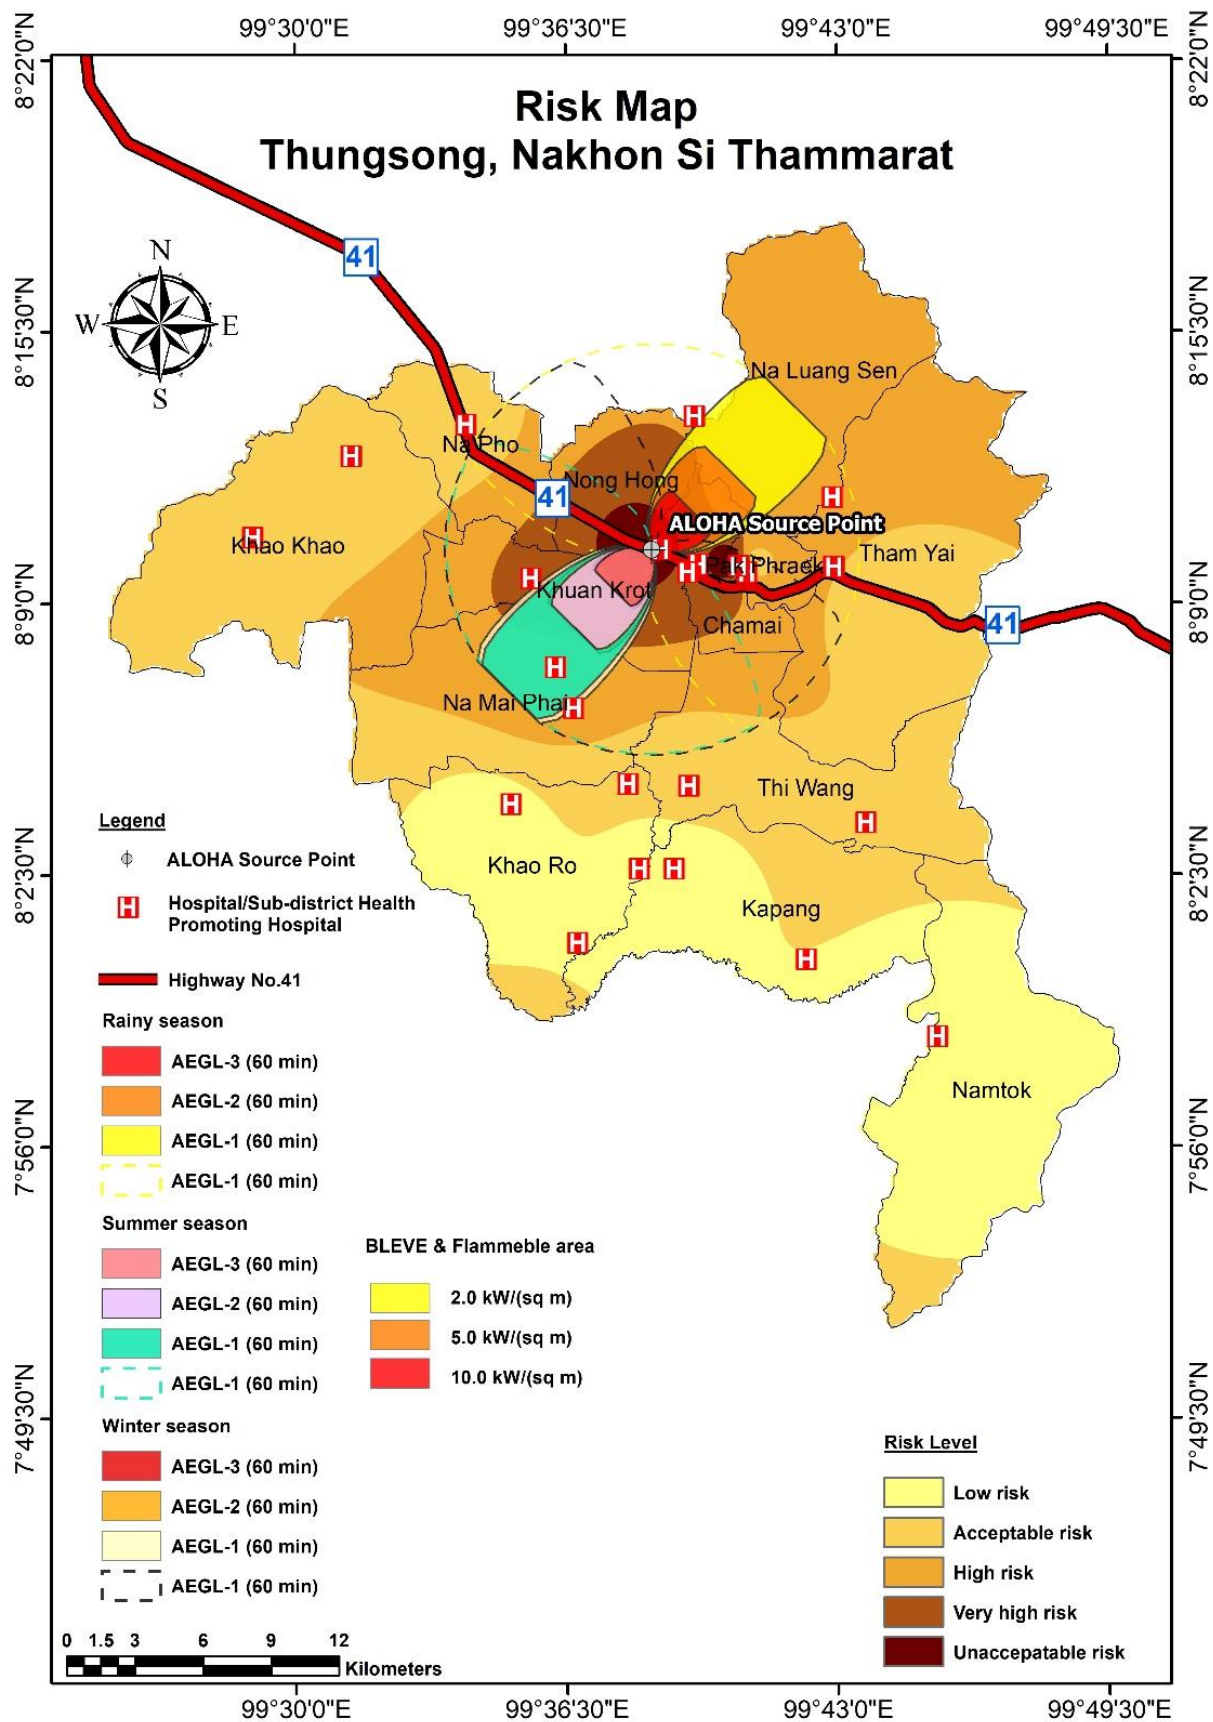 99°30'0"E 99°36'30"E 99°43'0"E 99°49'30"E
8°22'0"N
8°22'0"N
Risk Map
Thungsong, Nakhon Si Thammarat
41
N
W E
S
8°15'30"N
8°15'30"N
Na Luang Sen
H
H
Na Pho
H
Nong Hong
41
H
ALOHA Source Point
H
Khao Khao
H
Tham Yai
H
H
Pak Phraek
H
H
H
H
Khuan Krot
8°9'0"N
8°9'0"N
Chamai
41
H
Na Mai Phai
H
H
H
H
Thi Wang
H
H
Khao Ro
H
H
8°2'30"N
8°2'30"N
Kapang
H
H
H
Namtok
7°56'0"N
7°56'0"N
7°49'30"N
7°49'30"N
Legend
ALOHA Source Point
H
Hospital/Sub-district Health
Promoting Hospital
Highway No.41
Rainy season
AEGL-3 (60 min)
AEGL-2 (60 min)
AEGL-1 (60 min)
AEGL-1 (60 min)
Summer season
AEGL-3 (60 min)
AEGL-2 (60 min)
AEGL-1 (60 min)
AEGL-1 (60 min)
Winter season
AEGL-3 (60 min)
AEGL-2 (60 min)
AEGL-1 (60 min)
AEGL-1 (60 min)
BLEVE & Flammeble area
2.0 kW/(sq m)
5.0 kW/(sq m)
10.0 kW/(sq m)
Risk Level
Low risk
Acceptable risk
High risk
Very high risk
Unaccepatable risk
0 1.5 3 6 9 12
Kilometers
99°30'0"E 99°36'30"E 99°43'0"E 99°49'30"E